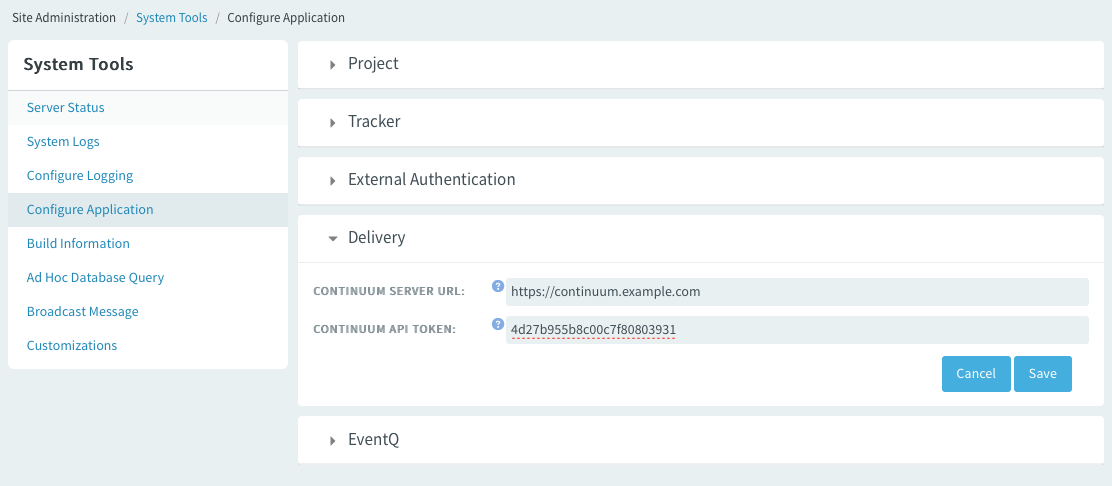 Site Administration / System Tools / Configure Application
System Tools
Server Status
System Logs
Configure Logging
Configure Application
Build Information
Ad Hoc Database Query
Broadcast Message
Customizations
Project
Tracker
External Authentication
Delivery
CONTINUUM SERVER URL: ? https://continuum.example.com
CONTINUUM API TOKEN: ? 4d27b955b8c00c7f80803931
Cancel Save
EventQ